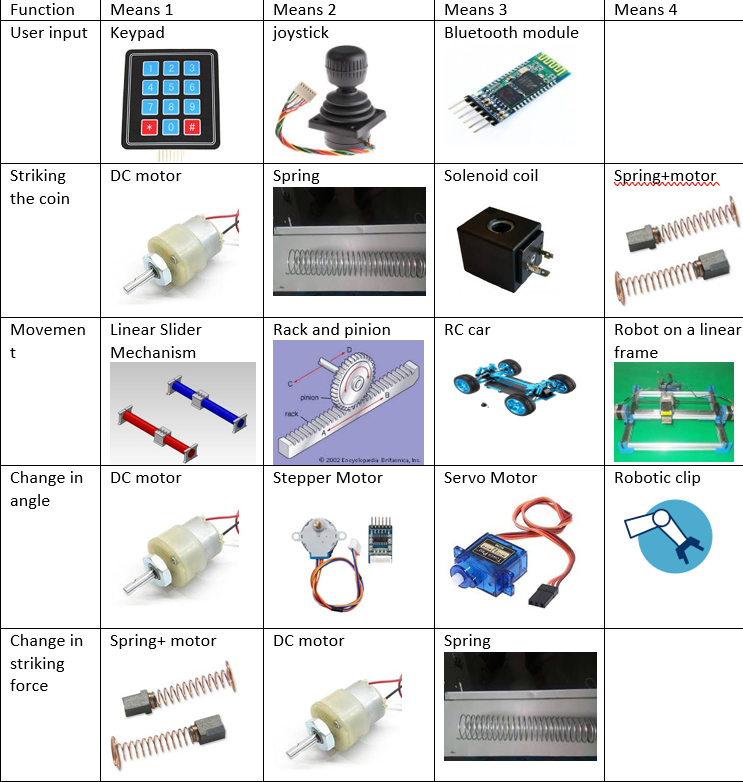 Function Means 1 Means 2 Means 3 Means 4
User input Keypad joystick Bluetooth module
1 2 3
4 5 6
7 8 9
* 0 #
Striking the coin DC motor Spring Solenoid coil Spring+motor
Movemen
t
Linear Slider
Mechanism
Rack and pinion
D
C
pinion
B
rack
A
© 2002 Encyclopædia Britannica, Inc.
RC car
Robot on a linear
frame
Change in
angle
DC motor Stepper Motor Servo Motor Robotic clip
Change in
striking
force
Spring+ motor DC motor Spring